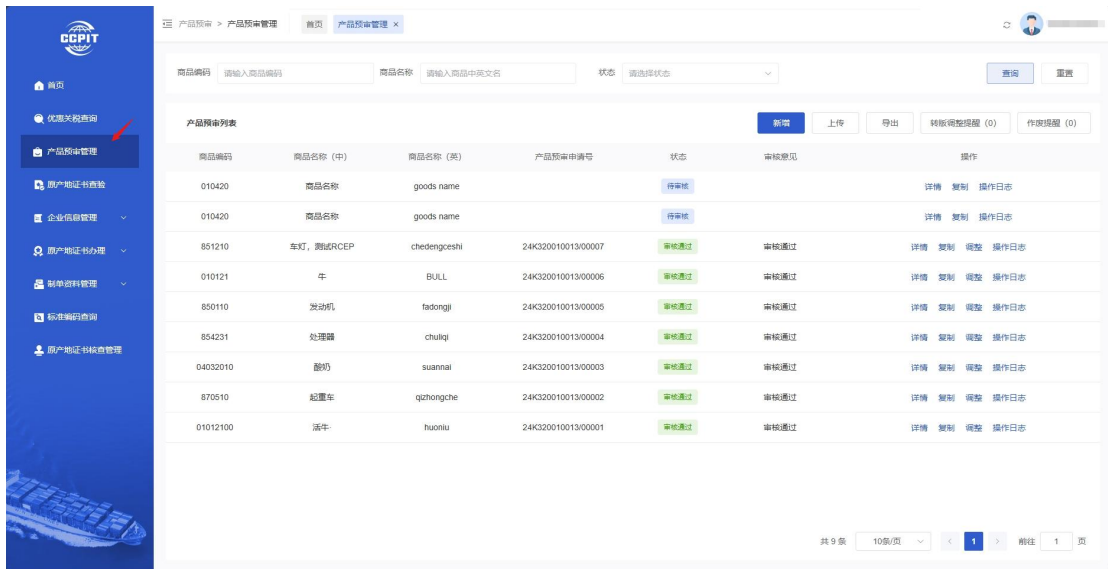 CCPIT
产品预审 > 产品预审管理 首页 产品预审管理 ×
首页
优惠关税查询
产品预审管理
原产地证书查验
企业信息管理
原产地证书办理
制单资料管理
标准编码查询
原产地证书核查管理
商品编码 请输入商品编码 商品名称 请输入商品中英文名 状态 请选择状态 查询 重置
产品预审列表 新增 上传 导出 转版调整提醒（0） 作废提醒（0）
商品编码 商品名称（中） 商品名称（英） 产品预审申请号 状态 审核意见 操作
010420 商品名称 goods name 待审核 详情 复制 操作日志
010420 商品名称 goods name 待审核 详情 复制 操作日志
851210 车灯，测试RCEP chedengceshi 24K320010013/00007 审核通过 审核通过 详情 复制 调整 操作日志
010121 牛 BULL 24K320010013/00006 审核通过 审核通过 详情 复制 调整 操作日志
850110 发动机 fadongji 24K320010013/00005 审核通过 审核通过 详情 复制 调整 操作日志
854231 处理器 chuliqi 24K320010013/00004 审核通过 审核通过 详情 复制 调整 操作日志
04032010 酸奶 suannai 24K320010013/00003 审核通过 审核通过 详情 复制 调整 操作日志
870510 起重车 qizhongche 24K320010013/00002 审核通过 审核通过 详情 复制 调整 操作日志
01012100 活牛 huoniu 24K320010013/00001 审核通过 审核通过 详情 复制 调整 操作日志
共 9 条 10条/页 < 1 > 前往 1 页